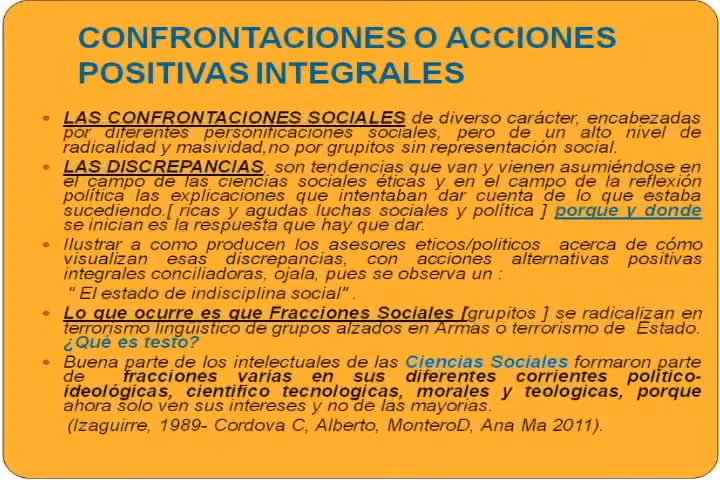 CONFRONTACIONES O ACCIONES
POSITIVAS INTEGRALES
• LAS CONFRONTACIONES SOCIALES de diverso carácter, encabezadas
por diferentes personificaciones sociales, pero de un alto nivel de
radicalidad y masividad,no por grupitos sin representación social.
• LAS DISCREPANCIAS, son tendencias que van y vienen asumiéndose en
el campo de las ciencias sociales éticas y en el campo de la reflexión
política las explicaciones que intentaban dar cuenta de lo que estaba
sucediendo.[ ricas y agudas luchas sociales y política ] porque y donde
se inician es la respuesta que hay que dar.
• Ilustrar a como producen los asesores eticos/politicos acerca de cómo
visualizan esas discrepancias, con acciones alternativas positivas
integrales conciliadoras, ojala, pues se observa un :
" El estado de indisciplina social" .
• Lo que ocurre es que Fracciones Sociales [grupitos ] se radicalizan en
terrorismo lingüistico de grupos alzados en Armas o terrorismo de Estado.
¿Qué es testo?
• Buena parte de los intelectuales de las Ciencias Sociales formaron parte
de fracciones varias en sus diferentes corrientes politico-
ideológicas, cientifico tecnologicas, morales y teologicas, porque
ahora solo ven sus intereses y no de las mayorias.
(Izaguirre, 1989- Cordova C, Alberto, MonteroD, Ana Ma 2011).